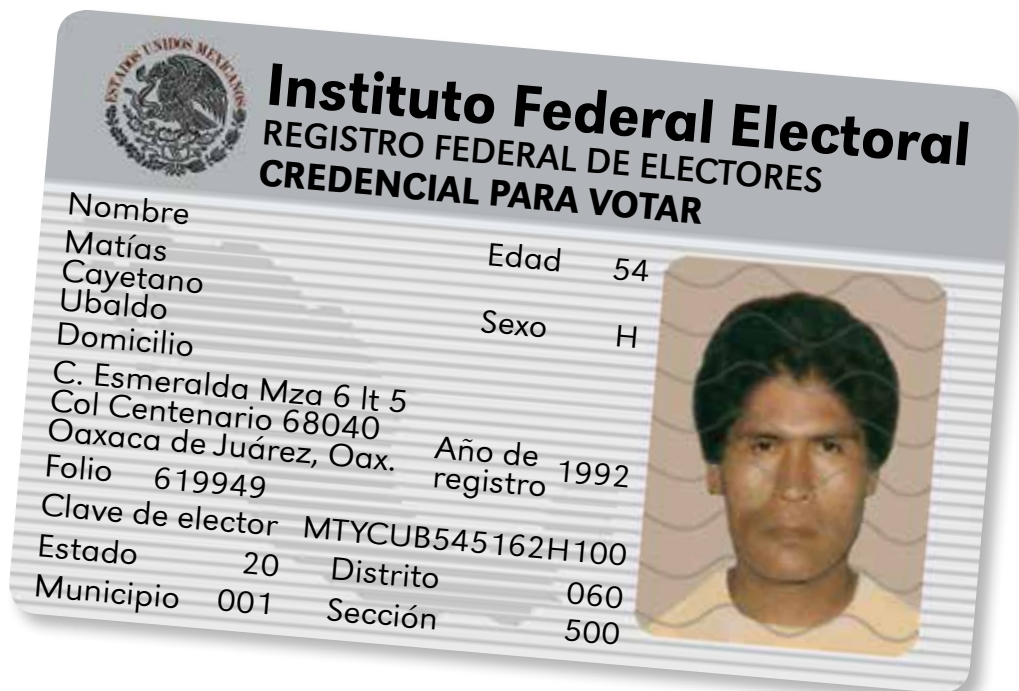 ESTADOS UNIDOS MEXICANOS
Instituto Federal Electoral
REGISTRO FEDERAL DE ELECTORES
CREDENCIAL PARA VOTAR
Nombre
Matías
Cayetano
Ubaldo
Edad 54
Sexo H
Domicilio
C. Esmeralda Mza 6 lt 5
Col Centenario 68040
Oaxaca de Juárez, Oax.
Año de
registro 1992
Folio 619949
Clave de elector MTYCUB545162H100
Estado 20 Distrito 060
Municipio 001 Sección 500